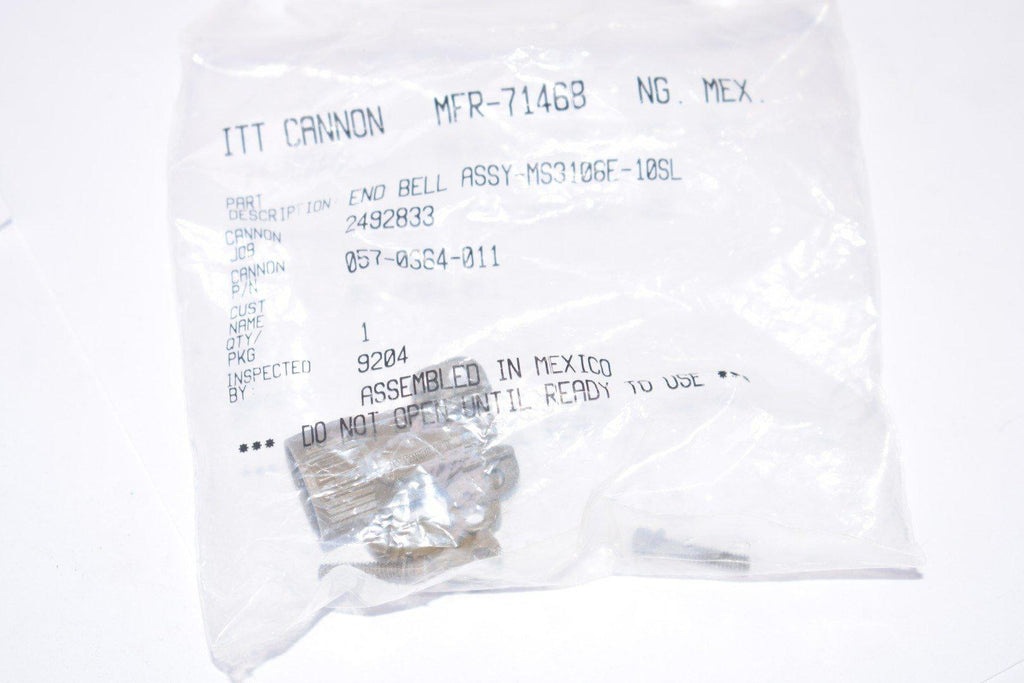 ITT CANNON MFR-71468 NG. MEX.
PART DESCRIPTION: END BELL ASSY-MS3106E-10SL
CANNON JOB 2492833
CANNON P/N 057-0384-011
CUST NAME
QTY/PKG 1
INSPECTED BY: 9204
ASSEMBLED IN MEXICO
*** DO NOT OPEN UNTIL READY TO USE ***